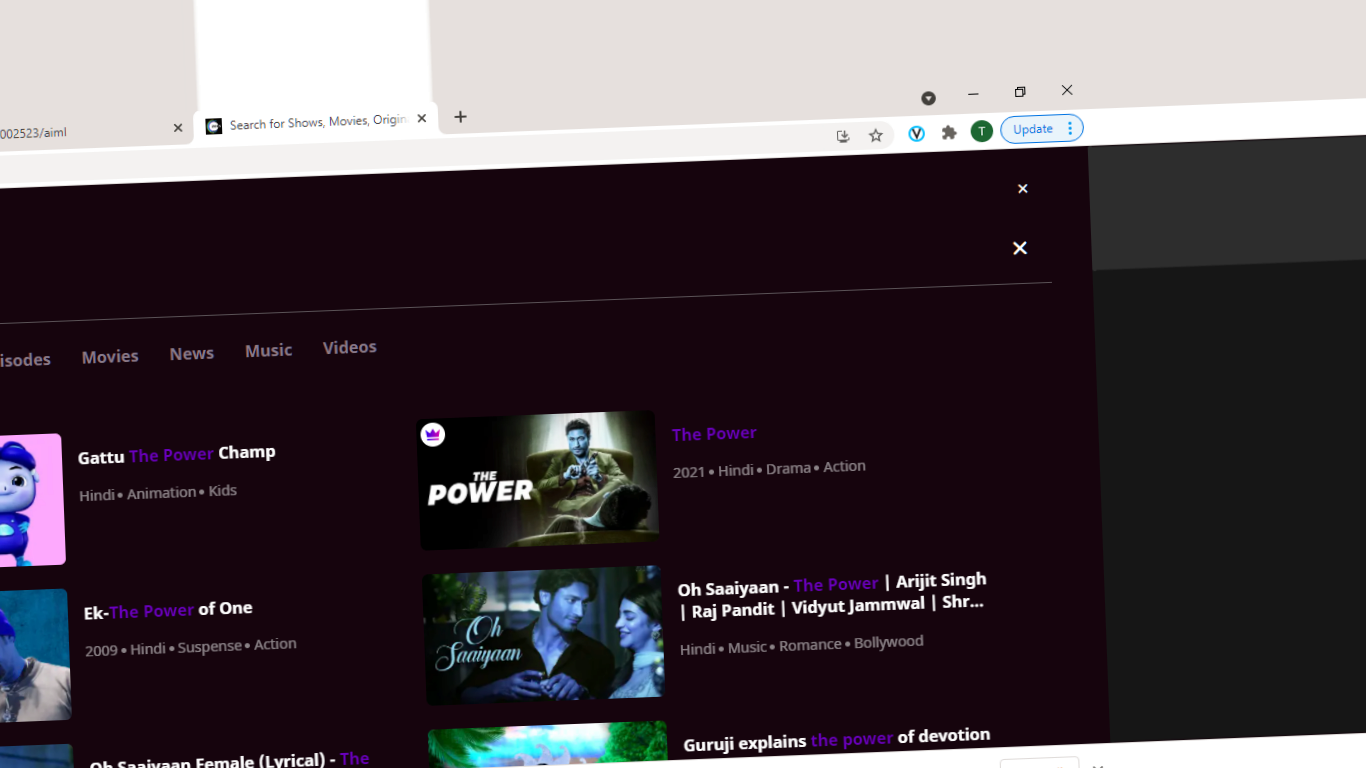 002523/aiml
Search for Shows, Movies, Origin
T
Update
isodes Movies News Music Videos
Gattu The Power Champ
Hindi • Animation • Kids
THE
POWER
The Power
2021 • Hindi • Drama • Action
Ek-The Power of One
2009 • Hindi • Suspense • Action
Oh
Saaiyaan
Oh Saaiyaan - The Power | Arijit Singh
| Raj Pandit | Vidyut Jammwal | Shr...
Hindi • Music • Romance • Bollywood
Oh Saaiyaan Female (Lyrical) - The
Guruji explains the power of devotion